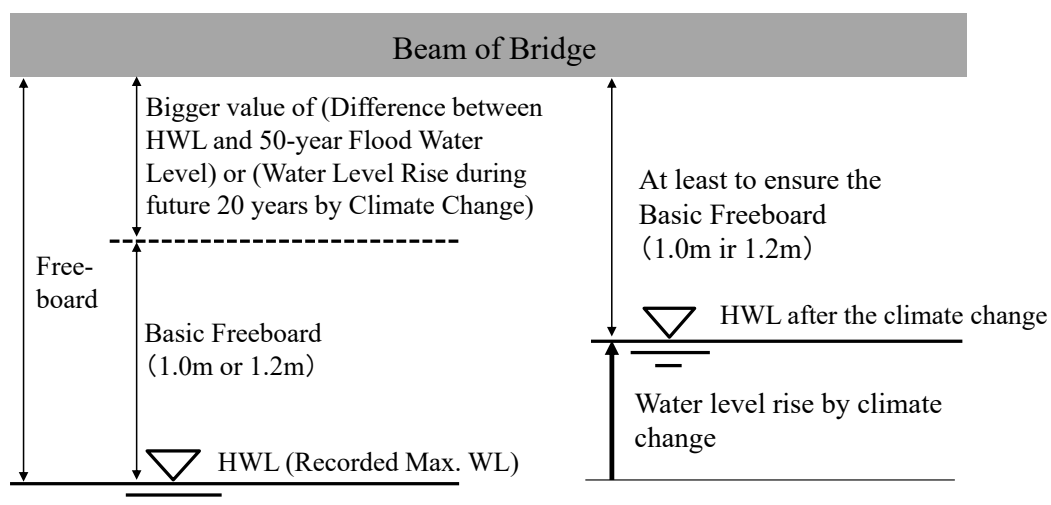 Beam of Bridge
Bigger value of (Difference between
HWL and 50-year Flood Water
Level) or (Water Level Rise during
future 20 years by Climate Change)
Free-
board
Basic Freeboard
（1.0m or 1.2m）
HWL (Recorded Max. WL)
At least to ensure the
Basic Freeboard
（1.0m ir 1.2m）
HWL after the climate change
Water level rise by climate
change